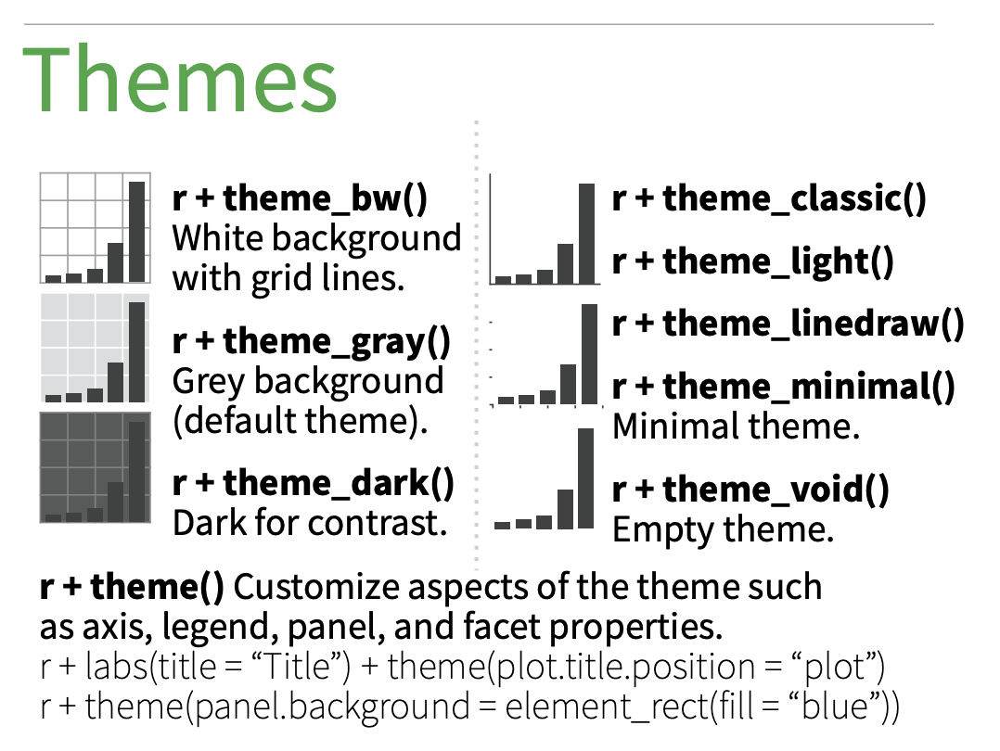 Themes
r + theme_bw()
White background
with grid lines.
r + theme_gray()
Grey background
(default theme).
r + theme_dark()
Dark for contrast.
r + theme_classic()
r + theme_light()
r + theme_linedraw()
r + theme_minimal()
Minimal theme.
r + theme_void()
Empty theme.
r + theme() Customize aspects of the theme such
as axis, legend, panel, and facet properties.
r + labs(title = “Title”) + theme(plot.title.position = “plot”)
r + theme(panel.background = element_rect(fill = “blue”))